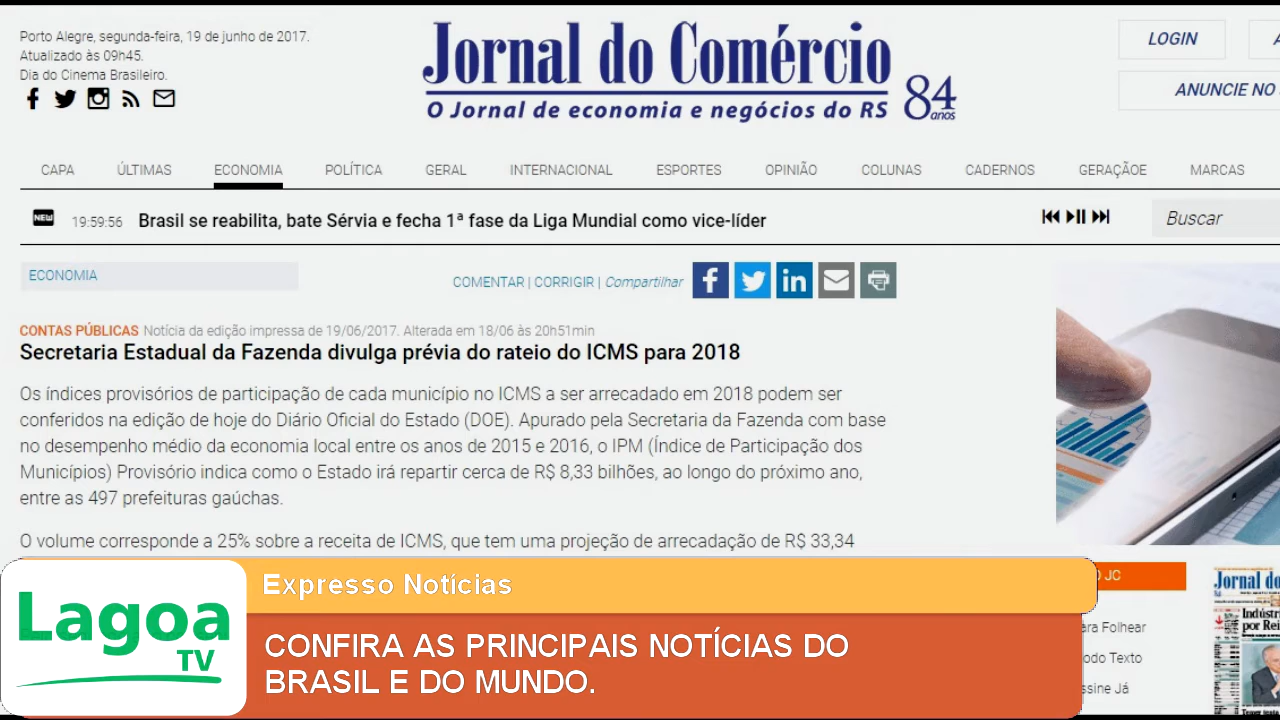 Porto Alegre, segunda-feira, 19 de junho de 2017.
Atualizado às 09h45.
Dia do Cinema Brasileiro.
Jornal do Comércio
O Jornal de economia e negócios do RS
84
anos
LOGIN
A
ANUNCIE NO
CAPA ÚLTIMAS ECONOMIA POLÍTICA GERAL INTERNACIONAL ESPORTES OPINIÃO COLUNAS CADERNOS GERAÇÃOE MARCAS
NEW 19:59:56 Brasil se reabilita, bate Sérvia e fecha 1ª fase da Liga Mundial como vice-líder
Buscar
ECONOMIA
COMENTAR | CORRIGIR | Compartilhar
CONTAS PÚBLICAS Notícia da edição impressa de 19/06/2017. Alterada em 18/06 às 20h51min
Secretaria Estadual da Fazenda divulga prévia do rateio do ICMS para 2018
Os índices provisórios de participação de cada município no ICMS a ser arrecadado em 2018 podem ser
conferidos na edição de hoje do Diário Oficial do Estado (DOE). Apurado pela Secretaria da Fazenda com base
no desempenho médio da economia local entre os anos de 2015 e 2016, o IPM (Índice de Participação dos
Municípios) Provisório indica como o Estado irá repartir cerca de R$ 8,33 bilhões, ao longo do próximo ano,
entre as 497 prefeituras gaúchas.
O volume corresponde a 25% sobre a receita de ICMS, que tem uma projeção de arrecadação de R$ 33,34
O JC
ara Folhear
odo Texto
ssine Já
Jornal do
Indústri
por Rei
Lagoa
TV
Expresso Notícias
CONFIRA AS PRINCIPAIS NOTÍCIAS DO
BRASIL E DO MUNDO.